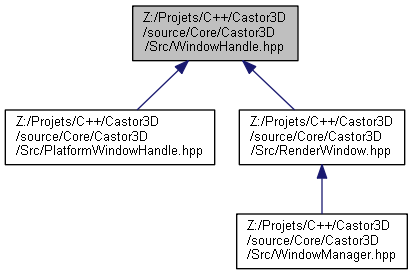 Z:/Projets/C++/Castor3D
/source/Core/Castor3D
/Src/WindowHandle.hpp
Z:/Projets/C++/Castor3D
/source/Core/Castor3D
/Src/PlatformWindowHandle.hpp
Z:/Projets/C++/Castor3D
/source/Core/Castor3D
/Src/RenderWindow.hpp
Z:/Projets/C++/Castor3D
/source/Core/Castor3D
/Src/WindowManager.hpp